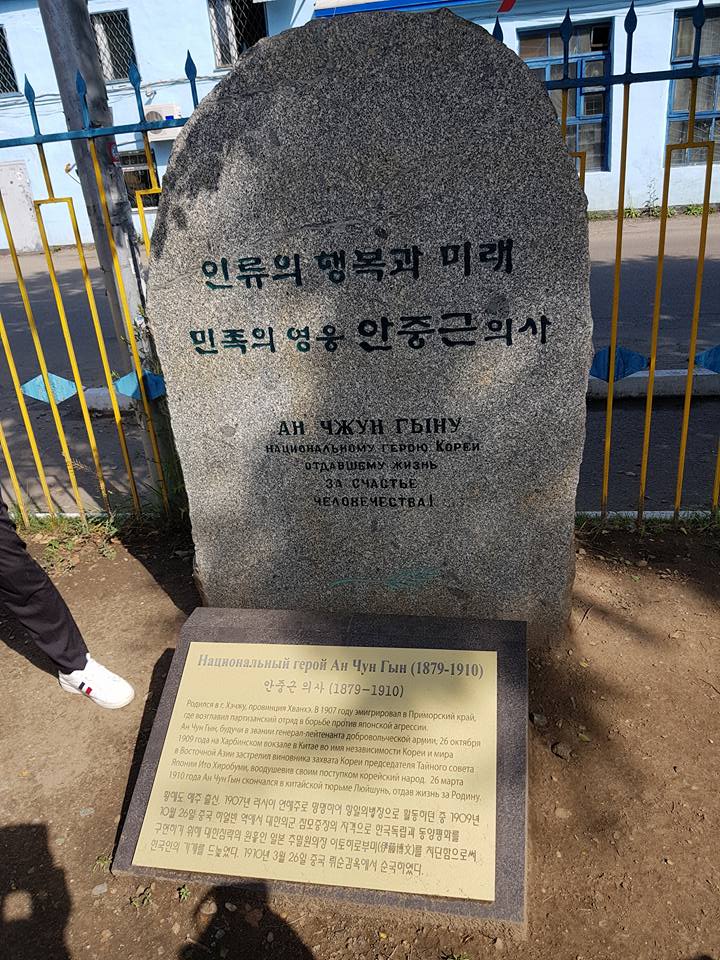 인류의 행복과 미래
민족의 영웅 안중근의사
АН ЧЖУН ГЫНУ
НАЦИОНАЛЬНОМУ ГЕРОЮ КОРЕИ
ОТДАВШЕМУ ЖИЗНЬ
ЗА СЧАСТЬЕ
ЧЕЛОВЕЧЕСТВА!
Национальный герой Ан Чун Гын (1879-1910)
안중근 의사 (1879-1910)
Родился в г. Хэчжу, провинция Хванхэ. В 1907 году эмигрировал в Приморский край,
где возглавил партизанский отряд в борьбе против японской агрессии.
Ан Чун Гын, будучи в звании генерал-лейтенанта добровольческой армии, 26 октября
1909 года на Харбинском вокзале в Китае во имя независимости Кореи и мира
в Восточной Азии застрелил виновника захвата Кореи председателя Тайного совета
Японии Ито Хиробуми, воодушевив своим поступком корейский народ. 26 марта
1910 года Ан Чун Гын скончался в китайской тюрьме Люйшунь, отдав жизнь за Родину.
황해도 해주 출신. 1907년 러시아 연해주로 망명하여 항일의병장으로 활동하던 중 1909년
10월 26일 중국 하얼빈 역에서 대한의군 참모중장의 자격으로 한국독립과 동양평화를
구현하기 위해 대한침략의 원흉인 일본 추밀원의장 이토히로부미(伊藤博文)를 처단함으로써
한국인의 기개를 드높였다. 1910년 3월 26일 중국 뤼순감옥에서 순국하였다.